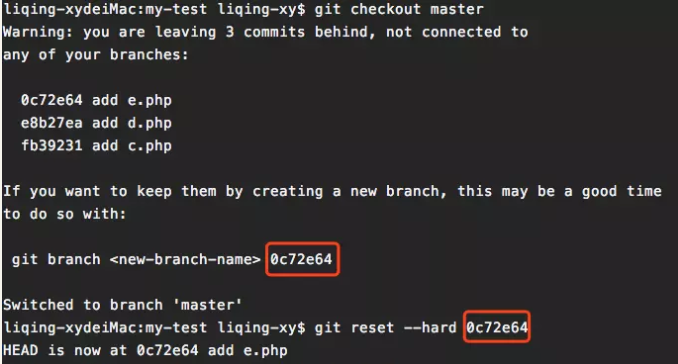 liqing-xydeiMac:my-test liqing-xy$ git checkout master
Warning: you are leaving 3 commits behind, not connected to
any of your branches:
0c72e64 add e.php
e8b27ea add d.php
fb39231 add c.php
If you want to keep them by creating a new branch, this may be a good time
to do so with:
git branch <new-branch-name> 0c72e64
Switched to branch 'master'
liqing-xydeiMac:my-test liqing-xy$ git reset --hard 0c72e64
HEAD is now at 0c72e64 add e.php